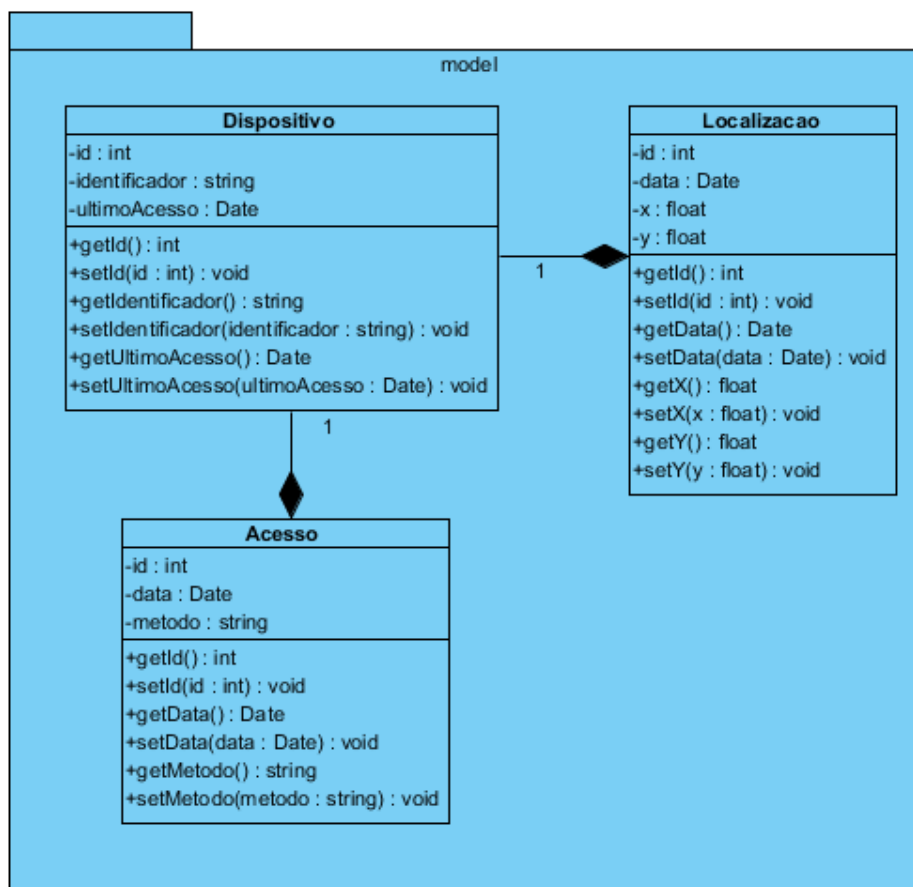 model
Dispositivo
-id : int
-identificador : string
-ultimoAcesso : Date
+getId() : int
+setId(id : int) : void
+getIdentificador() : string
+setIdentificador(identificador : string) : void
+getUltimoAcesso() : Date
+setUltimoAcesso(ultimoAcesso : Date) : void
1
1
Localizacao
-id : int
-data : Date
-x : float
-y : float
+getId() : int
+setId(id : int) : void
+getData() : Date
+setData(data : Date) : void
+getX() : float
+setX(x : float) : void
+getY() : float
+setY(y : float) : void
Acesso
-id : int
-data : Date
-metodo : string
+getId() : int
+setId(id : int) : void
+getData() : Date
+setData(data : Date) : void
+getMetodo() : string
+setMetodo(metodo : string) : void